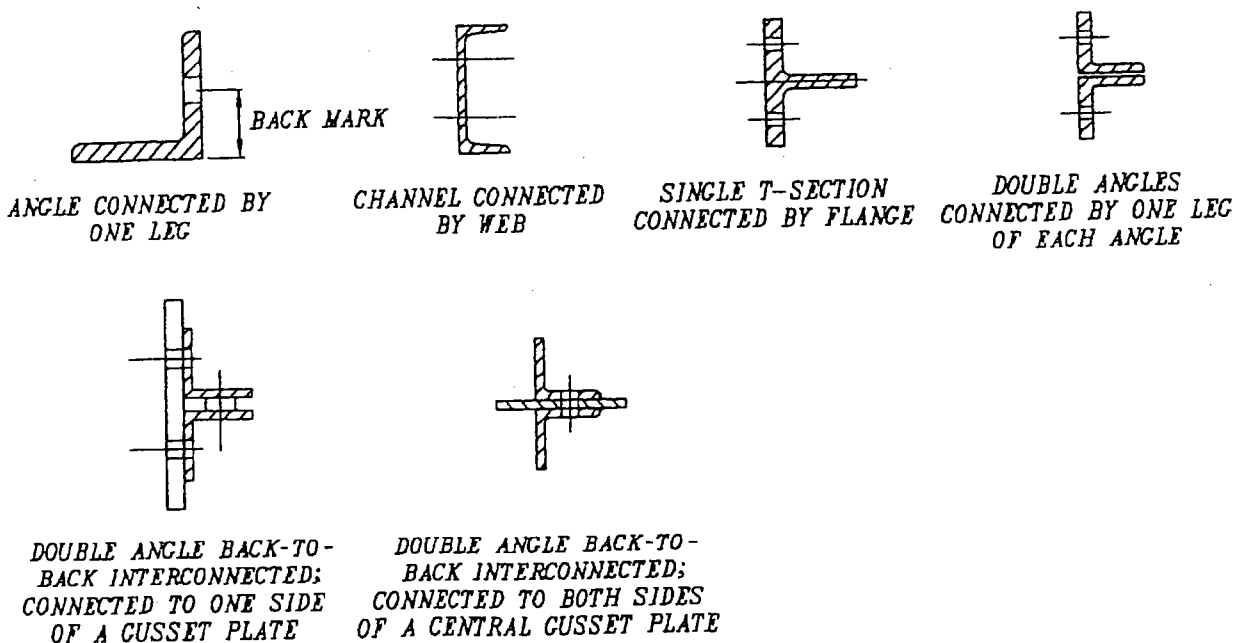 BACK MARK
ANGLE CONNECTED BY
ONE LEG
CHANNEL CONNECTED
BY WEB
SINGLE T-SECTION
CONNECTED BY FLANGE
DOUBLE ANGLES
CONNECTED BY ONE LEG
OF EACH ANGLE
DOUBLE ANGLE BACK-TO-
BACK INTERCONNECTED;
CONNECTED TO ONE SIDE
OF A GUSSET PLATE
DOUBLE ANGLE BACK-TO-
BACK INTERCONNECTED;
CONNECTED TO BOTH SIDES
OF A CENTRAL GUSSET PLATE